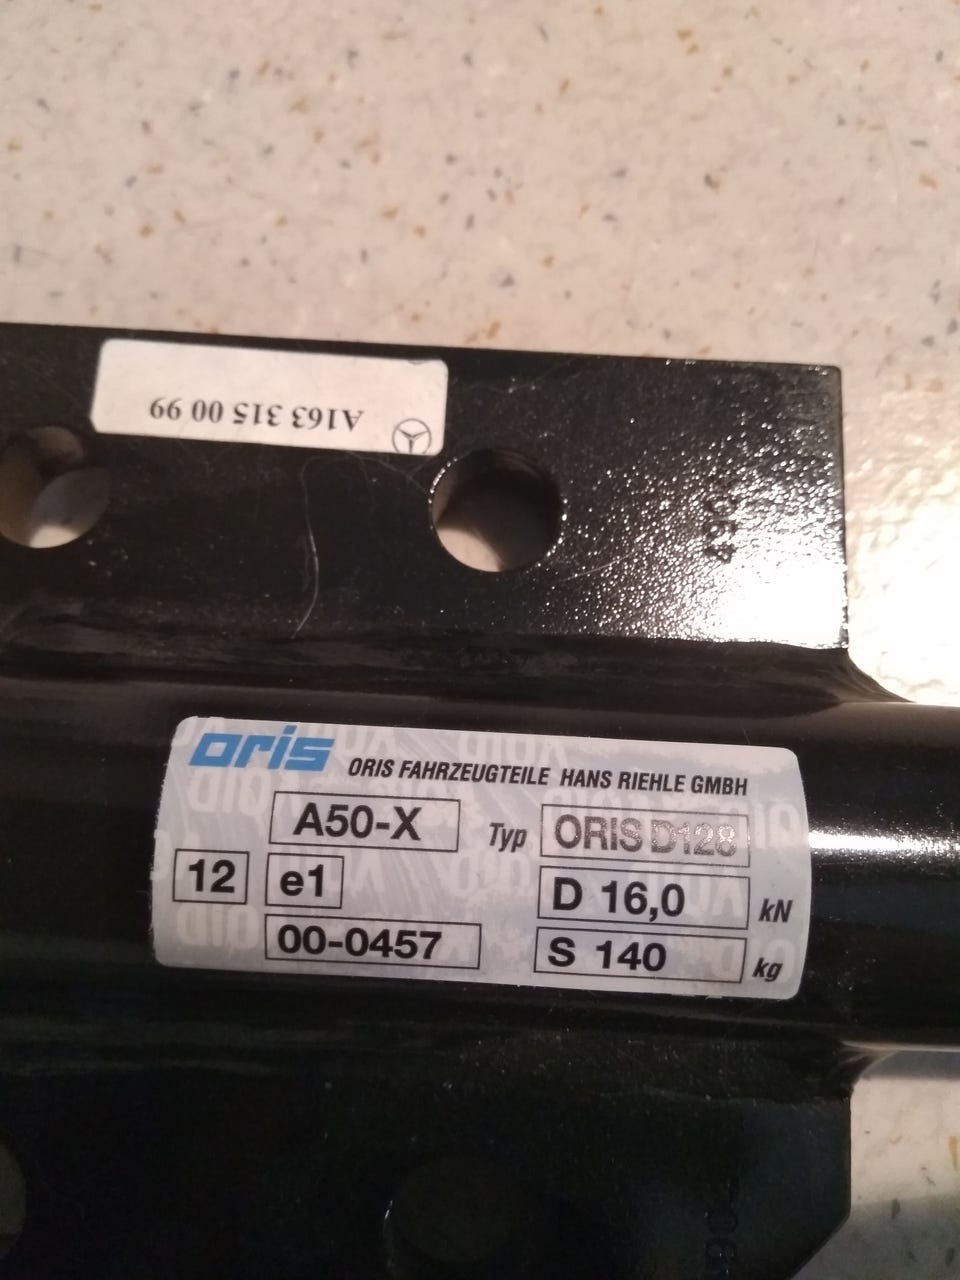 A163 315 00 99
oris
ORIS FAHRZEUGTEILE HANS RIEHLE GMBH
A50-X Typ ORIS D128
12 e1 D 16,0 kN
00-0457 S 140 kg